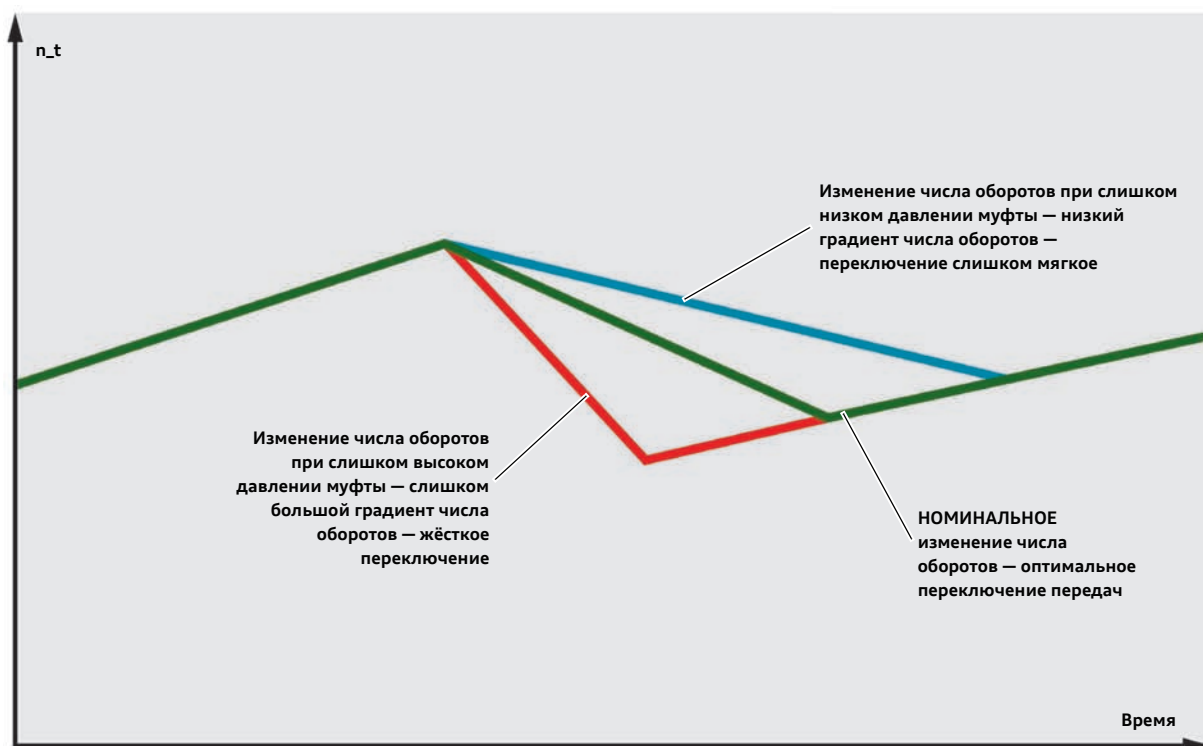 n_t
Изменение числа оборотов при слишком
низком давлении муфты — низкий
градиент числа оборотов —
переключение слишком мягкое
Изменение числа оборотов
при слишком высоком
давлении муфты — слишком
большой градиент числа
оборотов — жёсткое
переключение
НОМИНАЛЬНОЕ
изменение числа
оборотов — оптимальное
переключение передач
Время